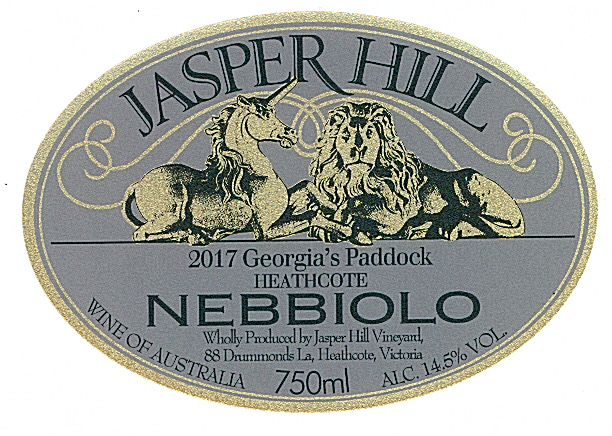 JASPER HILL
2017 Georgia's Paddock
HEATHCOTE
NEBBIOLO
Wholly Produced by Jasper Hill Vineyard,
88 Drummonds La, Heathcote, Victoria
WINE OF AUSTRALIA
750ml
ALC. 14.5% VOL.